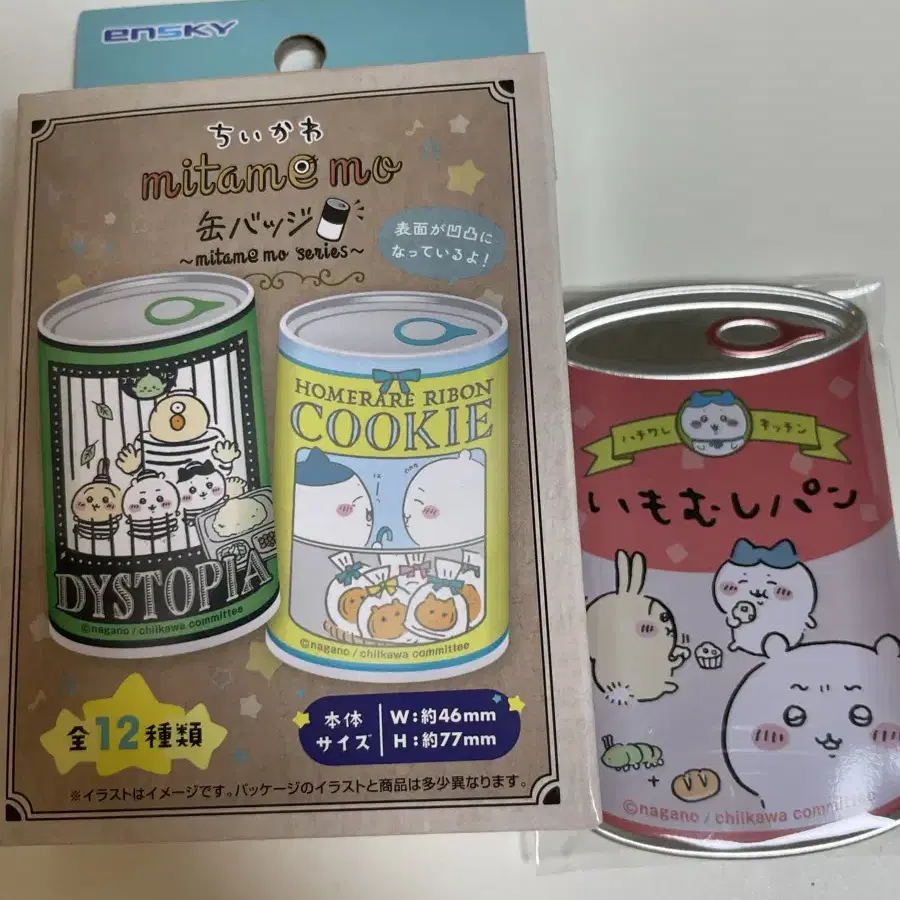 ensky
ちいかわ
mitame mo
缶バッジ
～mitame mo series～
表面が凹凸に
なっているよ！
DYSTOPIA
©nagano / chiikawa committee
HOMERARE RIBON
COOKIE
©nagano / chiikawa committee
全12種類
本体
サイズ
W：約46mm
H：約77mm
※イラストはイメージです。パッケージのイラストと商品は多少異なります。
ハチワレ キッチン
いもむしパン
+
©nagano / chiikawa committee